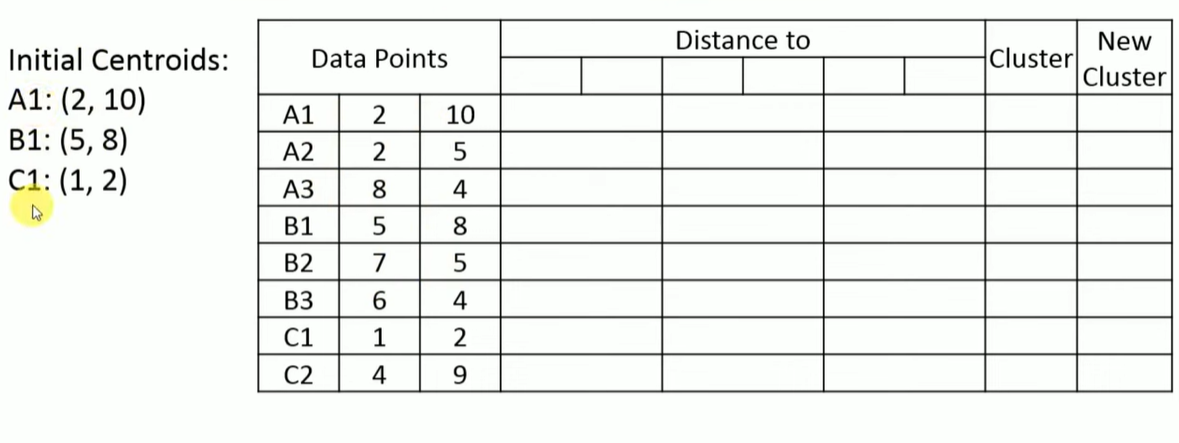 Initial Centroids:
A1: (2, 10)
B1: (5, 8)
C1: (1, 2)
Data Points Distance to Cluster New Cluster
A1 2 10
A2 2 5
A3 8 4
B1 5 8
B2 7 5
B3 6 4
C1 1 2
C2 4 9